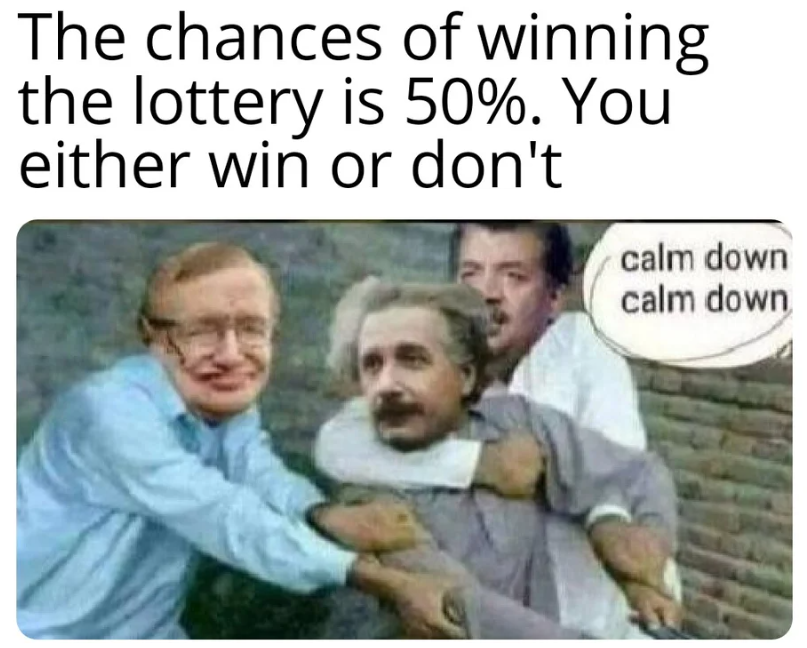 The chances of winning
the lottery is 50%. You
either win or don't
calm down
calm down